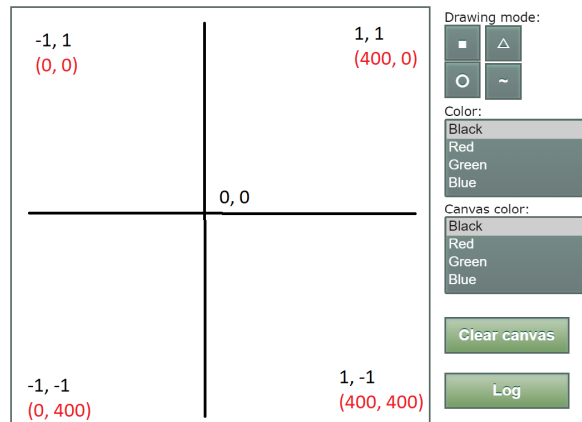 -1, 1
(0, 0)
1, 1
(400, 0)
0, 0
-1, -1
(0, 400)
1, -1
(400, 400)
Drawing mode:
~
Color:
Black
Red
Green
Blue
Canvas color:
Black
Red
Green
Blue
Clear canvas
Log